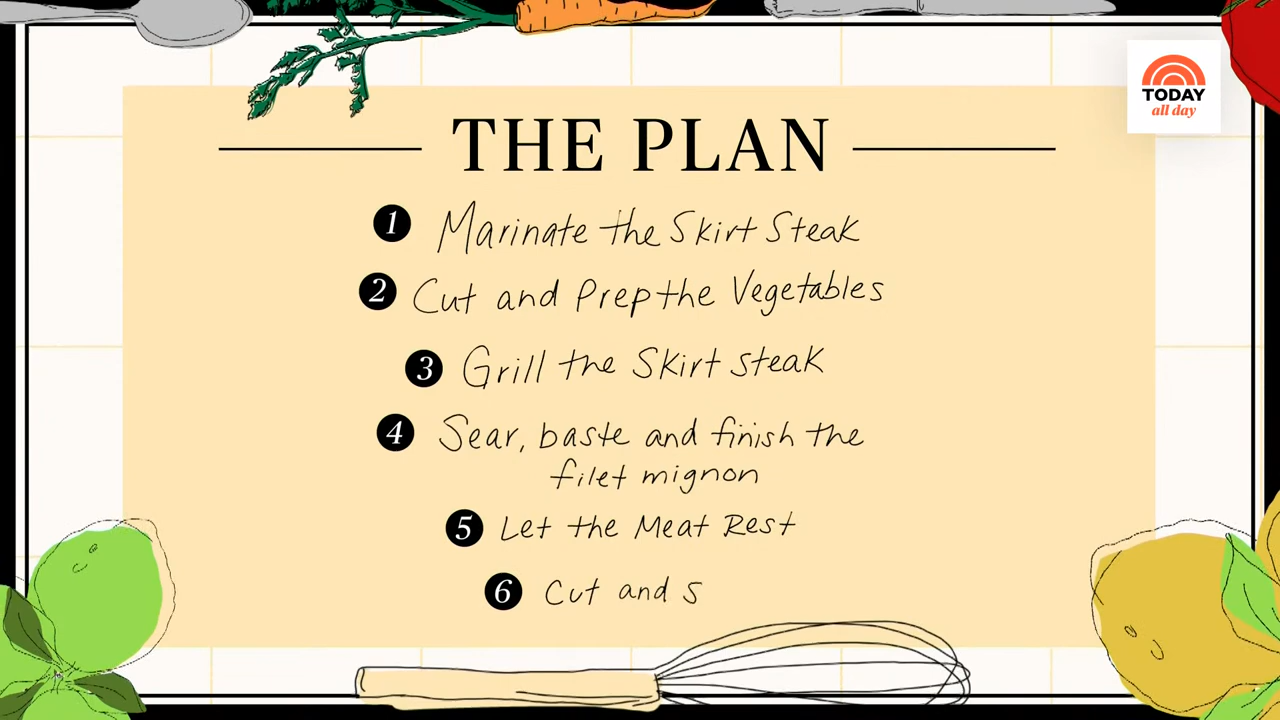 TODAY
all day
THE PLAN
1 Marinate the Skirt Steak
2 Cut and Prep the Vegetables
3 Grill the Skirt Steak
4 Sear, baste and finish the
filet mignon
5 Let the Meat Rest
6 Cut and s